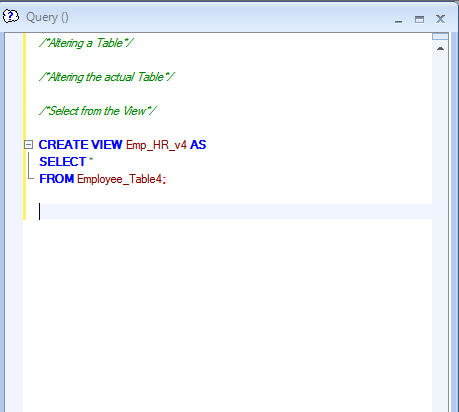 Query ()
/*Altering a Table*/
/*Altering the actual Table*/
/*Select from the View*/
CREATE VIEW Emp_HR_v4 AS
SELECT *
FROM Employee_Table4;